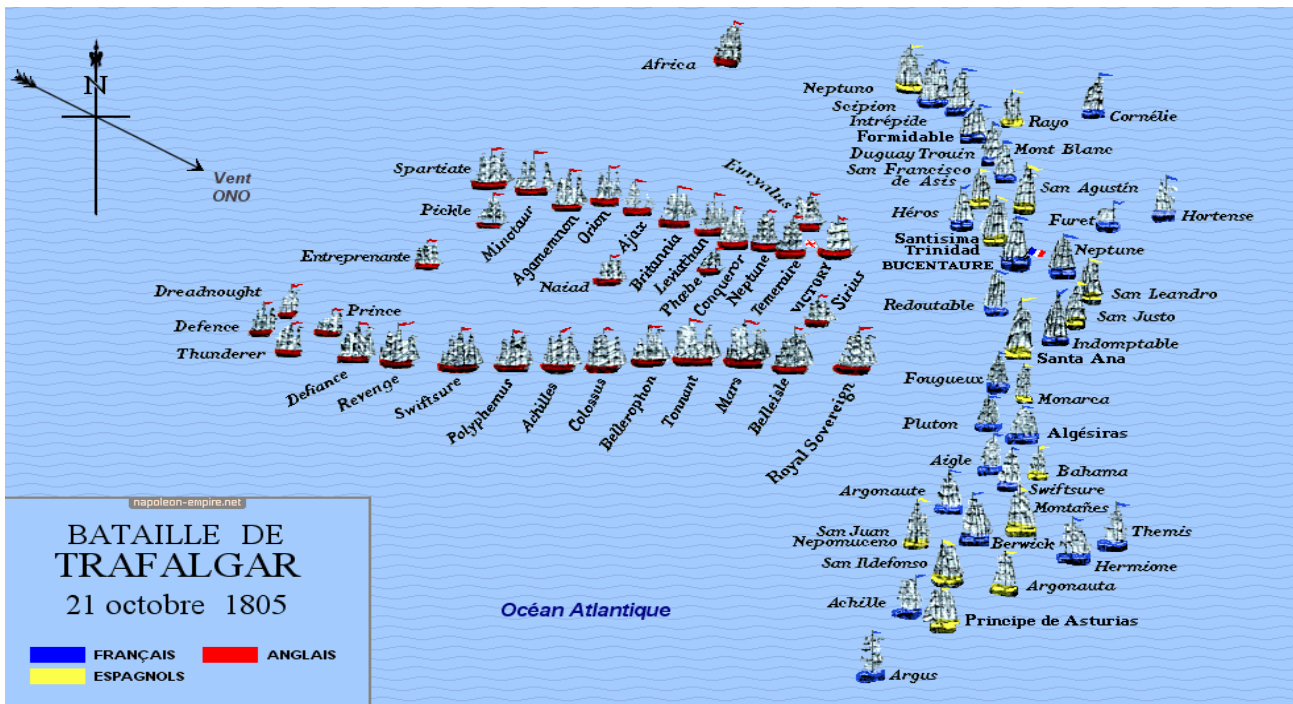 Africa
Neptuno
Scipion
Intrépide
Formidable
Rayo
Cornélie
Duguay Trouin
Mont Blanc
San Francisco
de Asis
San Agustín
Héros
Furet
Hortense
Santisima
Trinidad
BUCENTAURE
Neptune
Redoutable
San Leandro
San Justo
Indomptable
Santa Ana
Fougueux
Monarca
Pluton
Algésiras
Aigle
Bahama
Swiftsure
Argonaute
Montañes
San Juan
Nepomuceno
Berwick
Themis
Hermione
San Ildefonso
Argonauta
Achille
Principe de Asturias
Argus
N
Vent
ONO
Spartiate
Pickle
Minotaur
Agamemnon
Orion
Ajax
Britania
Leviathan
Phœbe
Conqueror
Neptune
Temeraire
VICTORY
Sirius
Euryalus
Entreprenante
Naiad
Dreadnought
Defence
Prince
Thunderer
Defiance
Revenge
Swiftsure
Polyphemus
Achilles
Colossus
Bellerophon
Tonnant
Mars
Belleisle
Royal Sovereign
napoleon-empire.net
BATAILLE DE
TRAFALGAR
21 octobre 1805
FRANÇAIS
ANGLAIS
ESPAGNOLS
Océan Atlantique